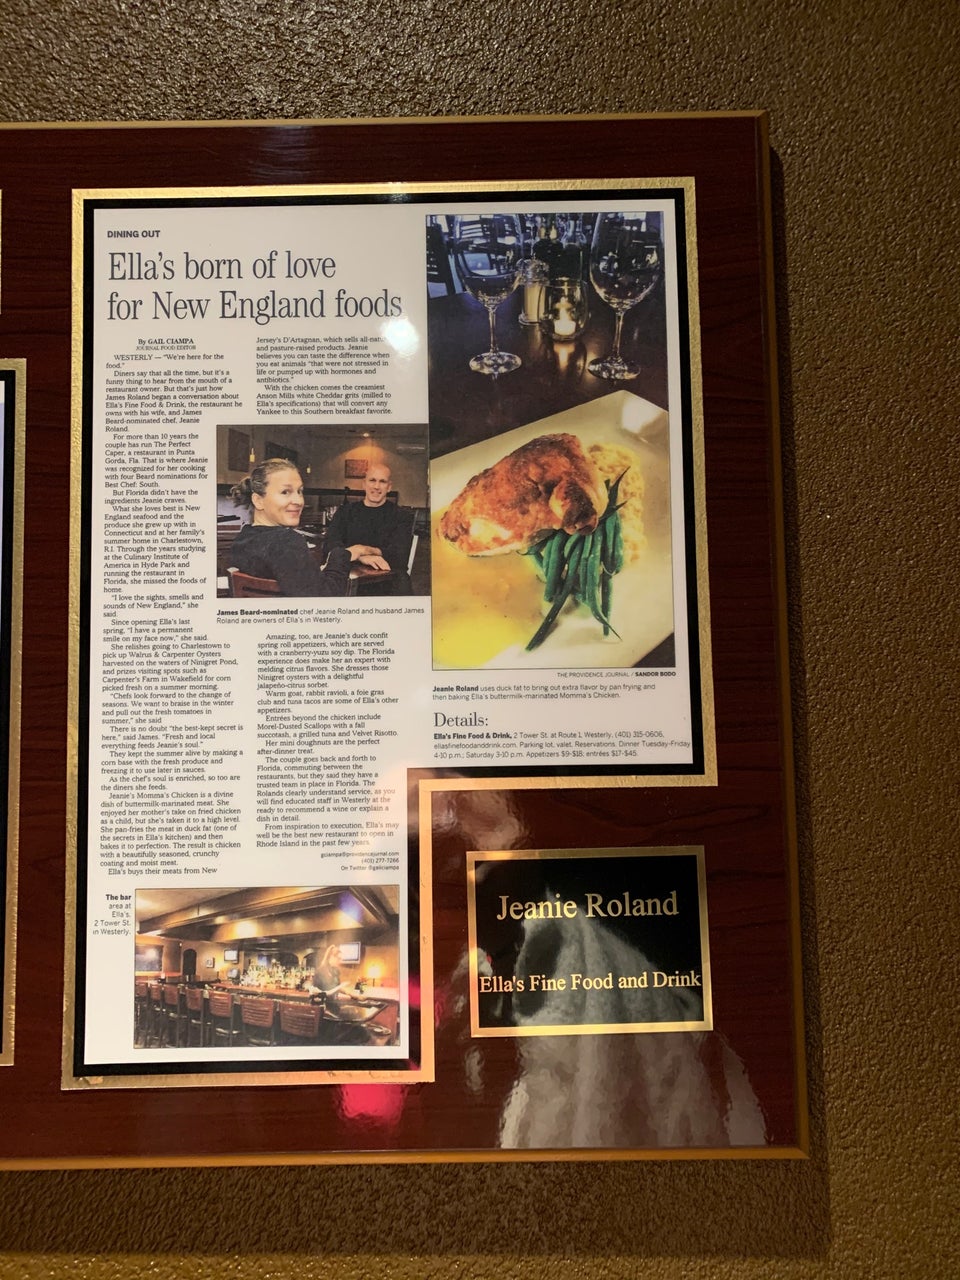 DINING OUT
Ella's born of love
for New England foods
By GAIL CIAMPA
JOURNAL FOOD EDITOR
WESTERLY — "We're here for the
food."
Diners say that all the time, but it's a
funny thing to hear from the mouth of a
restaurant owner. But that's just how
James Roland began a conversation about
Ella's Fine Food & Drink, the restaurant he
owns with his wife, and James
Beard-nominated chef, Jeanie
Roland.
For more than 10 years the
couple has run The Perfect
Caper, a restaurant in Punta
Gorda, Fla. That is where Jeanie
was recognized for her cooking
with four Beard nominations for
Best Chef: South.
But Florida didn't have the
ingredients Jeanie craves.
What she loves best is New
England seafood and the
produce she grew up with in
Connecticut and at her family's
summer home in Charlestown,
R.I. Through the years studying
at the Culinary Institute of
America in Hyde Park and
running the restaurant in
Florida, she missed the foods of
home.
"I love the sights, smells and
sounds of New England," she
said.
Since opening Ella's last
spring, "I have a permanent
smile on my face now," she said.
She relishes going to Charlestown to
pick up Walrus & Carpenter Oysters
harvested on the waters of Ninigret Pond,
and prizes visiting spots such as
Carpenter's Farm in Wakefield for corn
picked fresh on a summer morning.
"Chefs look forward to the change of
seasons. We want to braise in the winter
and pull out the fresh tomatoes in
summer," she said
There is no doubt "the best-kept secret is
here," said James. "Fresh and local
everything feeds Jeanie's soul."
They kept the summer alive by making a
corn base with the fresh produce and
freezing it to use later in sauces.
As the chef's soul is enriched, so too are
the diners she feeds.
Jeanie's Momma's Chicken is a divine
dish of buttermilk-marinated meat. She
enjoyed her mother's take on fried chicken
as a child, but she's taken it to a high level.
She pan-fries the meat in duck fat (one of
the secrets in Ella's kitchen) and then
bakes it to perfection. The result is chicken
with a beautifully seasoned, crunchy
coating and moist meat.
Ella's buys their meats from New
Jersey's D'Artagnan, which sells all-natural
and pasture-raised products. Jeanie
believes you can taste the difference when
you eat animals "that were not stressed in
life or pumped up with hormones and
antibiotics."
With the chicken comes the creamiest
Anson Mills white Cheddar grits (milled to
Ella's specifications) that will convert any
Yankee to this Southern breakfast favorite.
James Beard-nominated chef Jeanie Roland and husband James
Roland are owners of Ella's in Westerly.
Amazing, too, are Jeanie's duck confit
spring roll appetizers, which are served
with a cranberry-yuzu soy dip. The Florida
experience does make her an expert with
melding citrus flavors. She dresses those
Ninigret oysters with a delightful
jalapeño-citrus sorbet.
Warm goat, rabbit ravioli, a foie gras
club and tuna tacos are some of Ella's other
appetizers.
Entrées beyond the chicken include
Morel-Dusted Scallops with a fall
succotash, a grilled tuna and Velvet Risotto.
Her mini doughnuts are the perfect
after-dinner treat.
The couple goes back and forth to
Florida, commuting between the
restaurants, but they said they have a
trusted team in place in Florida. The
Rolands clearly understand service, as you
will find educated staff in Westerly at the
ready to recommend a wine or explain a
dish in detail.
From inspiration to execution, Ella's may
well be the best new restaurant to open in
Rhode Island in the past few years.
gciampa@providencejournal.com
(401) 277-7266
On Twitter @gailciampa
THE PROVIDENCE JOURNAL / SANDOR BODO
Jeanie Roland uses duck fat to bring out extra flavor by pan frying and
then baking Ella's buttermilk-marinated Momma's Chicken.
Details:
Ella's Fine Food & Drink, 2 Tower St. at Route 1, Westerly, (401) 315-0606,
ellasfinefoodanddrink.com. Parking lot, valet. Reservations. Dinner Tuesday-Friday
4-10 p.m.; Saturday 3-10 p.m. Appetizers $9-$18; entrées $17-$45.
The bar
area at
Ella's,
2 Tower St.
in Westerly.
Jeanie Roland
Ella's Fine Food and Drink